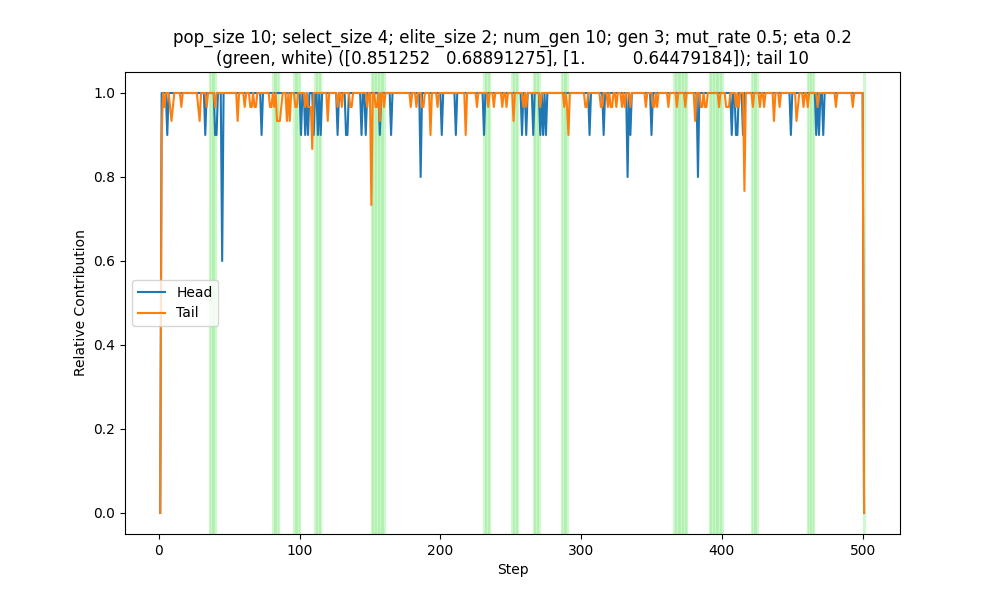 pop_size 10; select_size 4; elite_size 2; num_gen 10; gen 3; mut_rate 0.5; eta 0.2
(green, white) ([0.851252   0.68891275], [1.         0.64479184]); tail 10
1.0
0.8
0.6
0.4
0.2
0.0
Relative Contribution
Head
Tail
0
100
200
300
400
500
Step